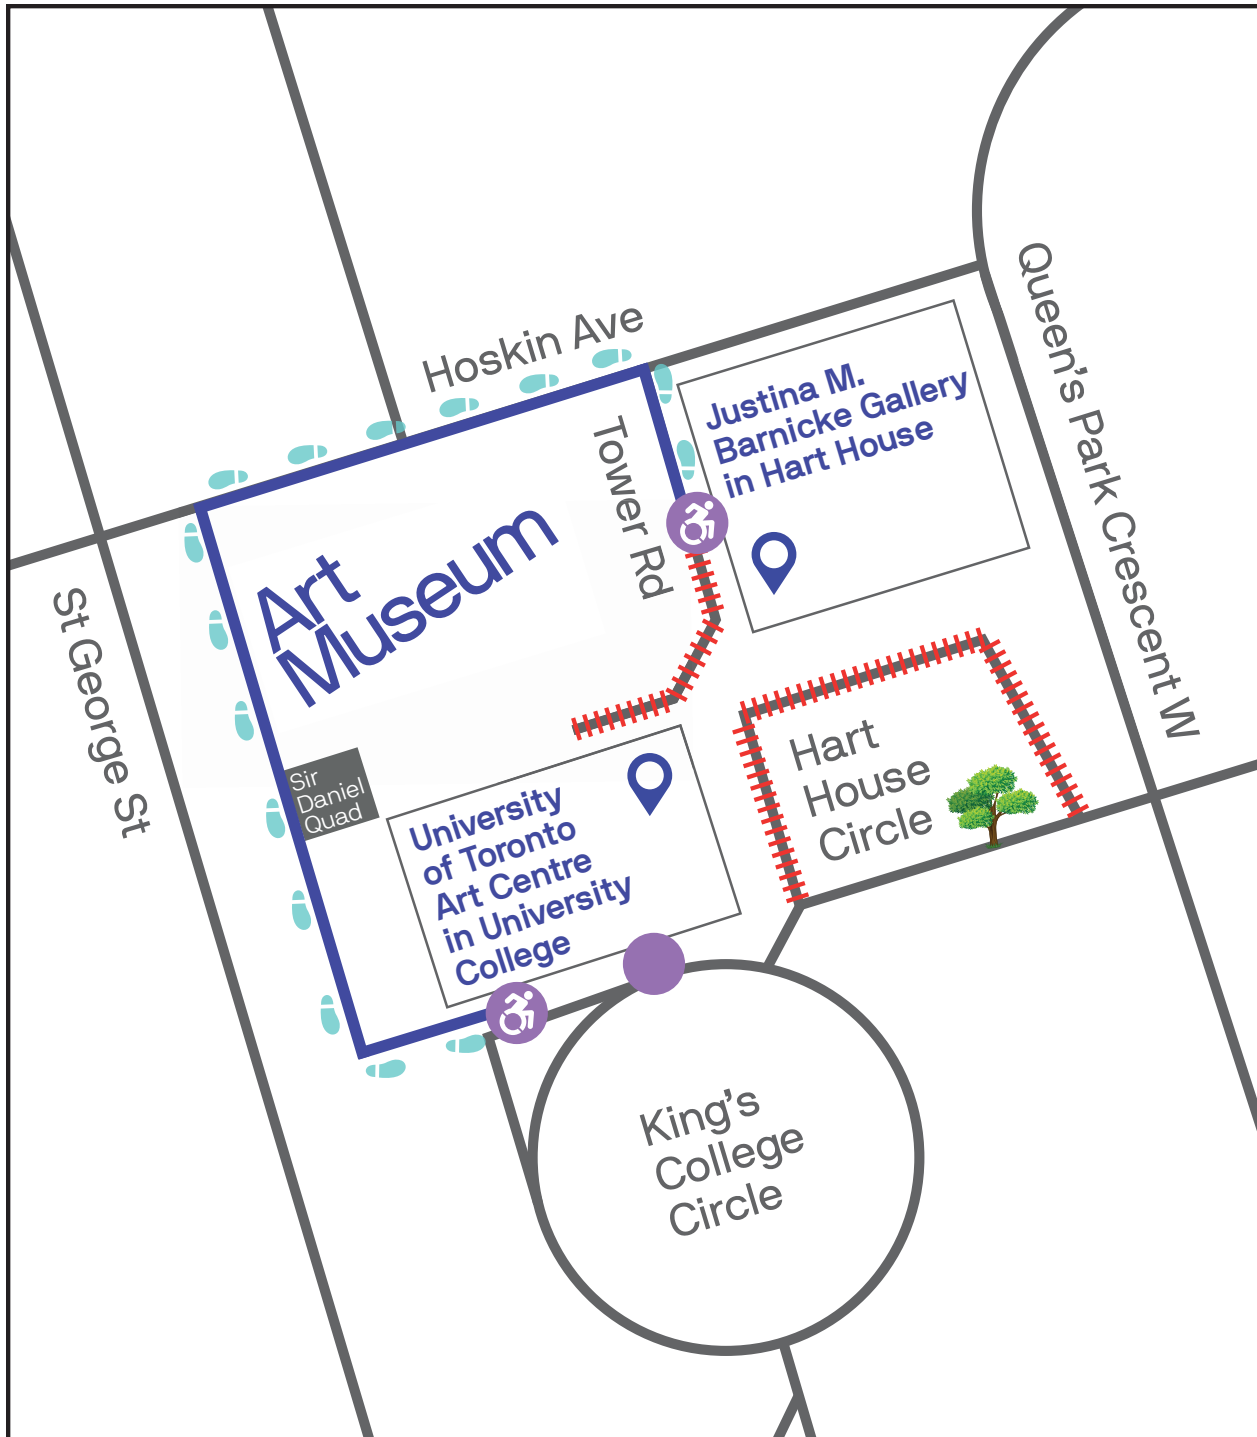 Hoskin Ave
Queen's Park Crescent W
Justina M.
Barnicke Gallery
in Hart House
Tower Rd
Art
Museum
St George St
Sir
Daniel
Quad
University
of Toronto
Art Centre
in University
College
Hart
House
Circle
King's
College
Circle